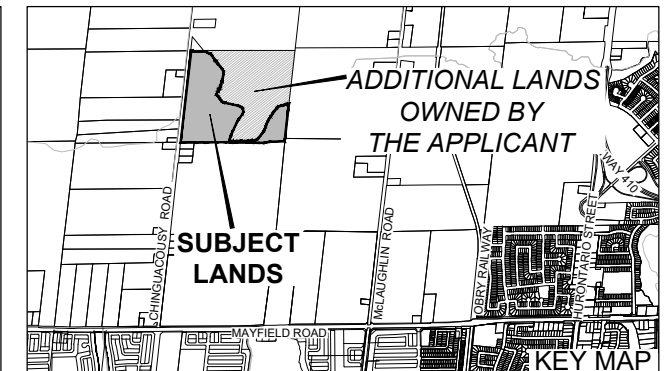 ADDITIONAL LANDS
OWNED BY
THE APPLICANT
WAY 410
CHINGUACOUSY ROAD
SUBJECT
LANDS
McLAUGHLIN ROAD
OBRY RAILWAY
HURONTARIO STREET
MAYFIELD ROAD
KEY MAP